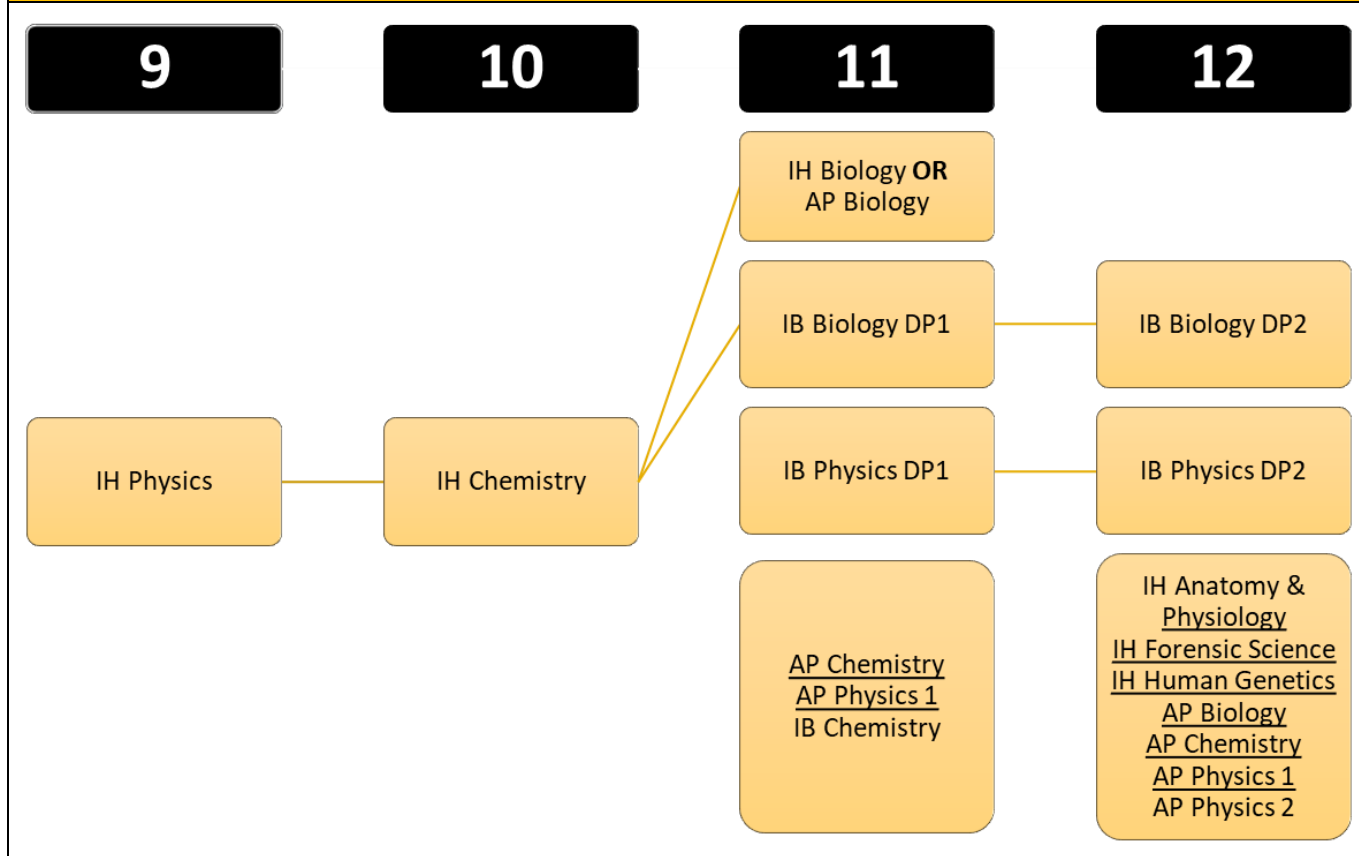 9
10
11
12
IH Biology OR
AP Biology
IB Biology DP1
IB Biology DP2
IH Physics
IH Chemistry
IB Physics DP1
IB Physics DP2
AP Chemistry
AP Physics 1
IB Chemistry
IH Anatomy &
Physiology
IH Forensic Science
IH Human Genetics
AP Biology
AP Chemistry
AP Physics 1
AP Physics 2